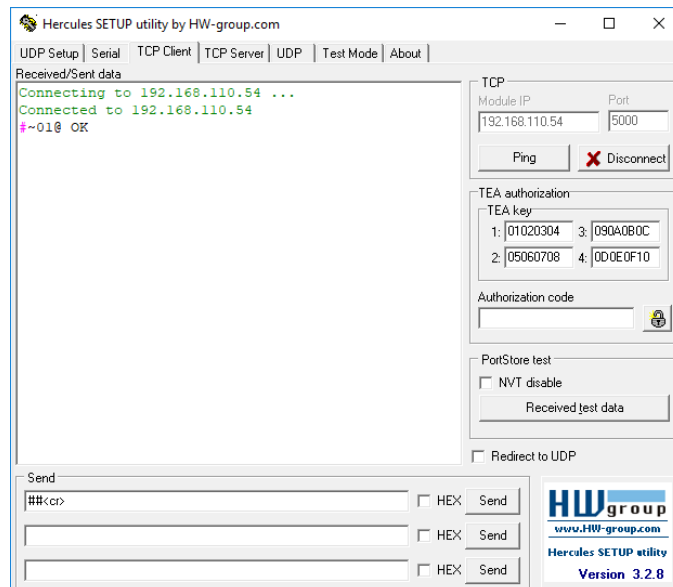 Hercules SETUP utility by HW-group.com
UDP Setup Serial TCP Client TCP Server UDP Test Mode About
Received/Sent data
Connecting to 192.168.110.54 ...
Connected to 192.168.110.54
#~01@ OK
TCP
Module IP Port
192.168.110.54 5000
Ping Disconnect
TEA authorization
TEA key
1: 01020304 3: 090A0B0C
2: 05060708 4: 0D0E0F10
Authorization code
PortStore test
NVT disable
Received test data
Redirect to UDP
Send
##<cr> HEX Send
HEX Send
HEX Send
HW group
www.HW-group.com
Hercules SETUP utility
Version 3.2.8